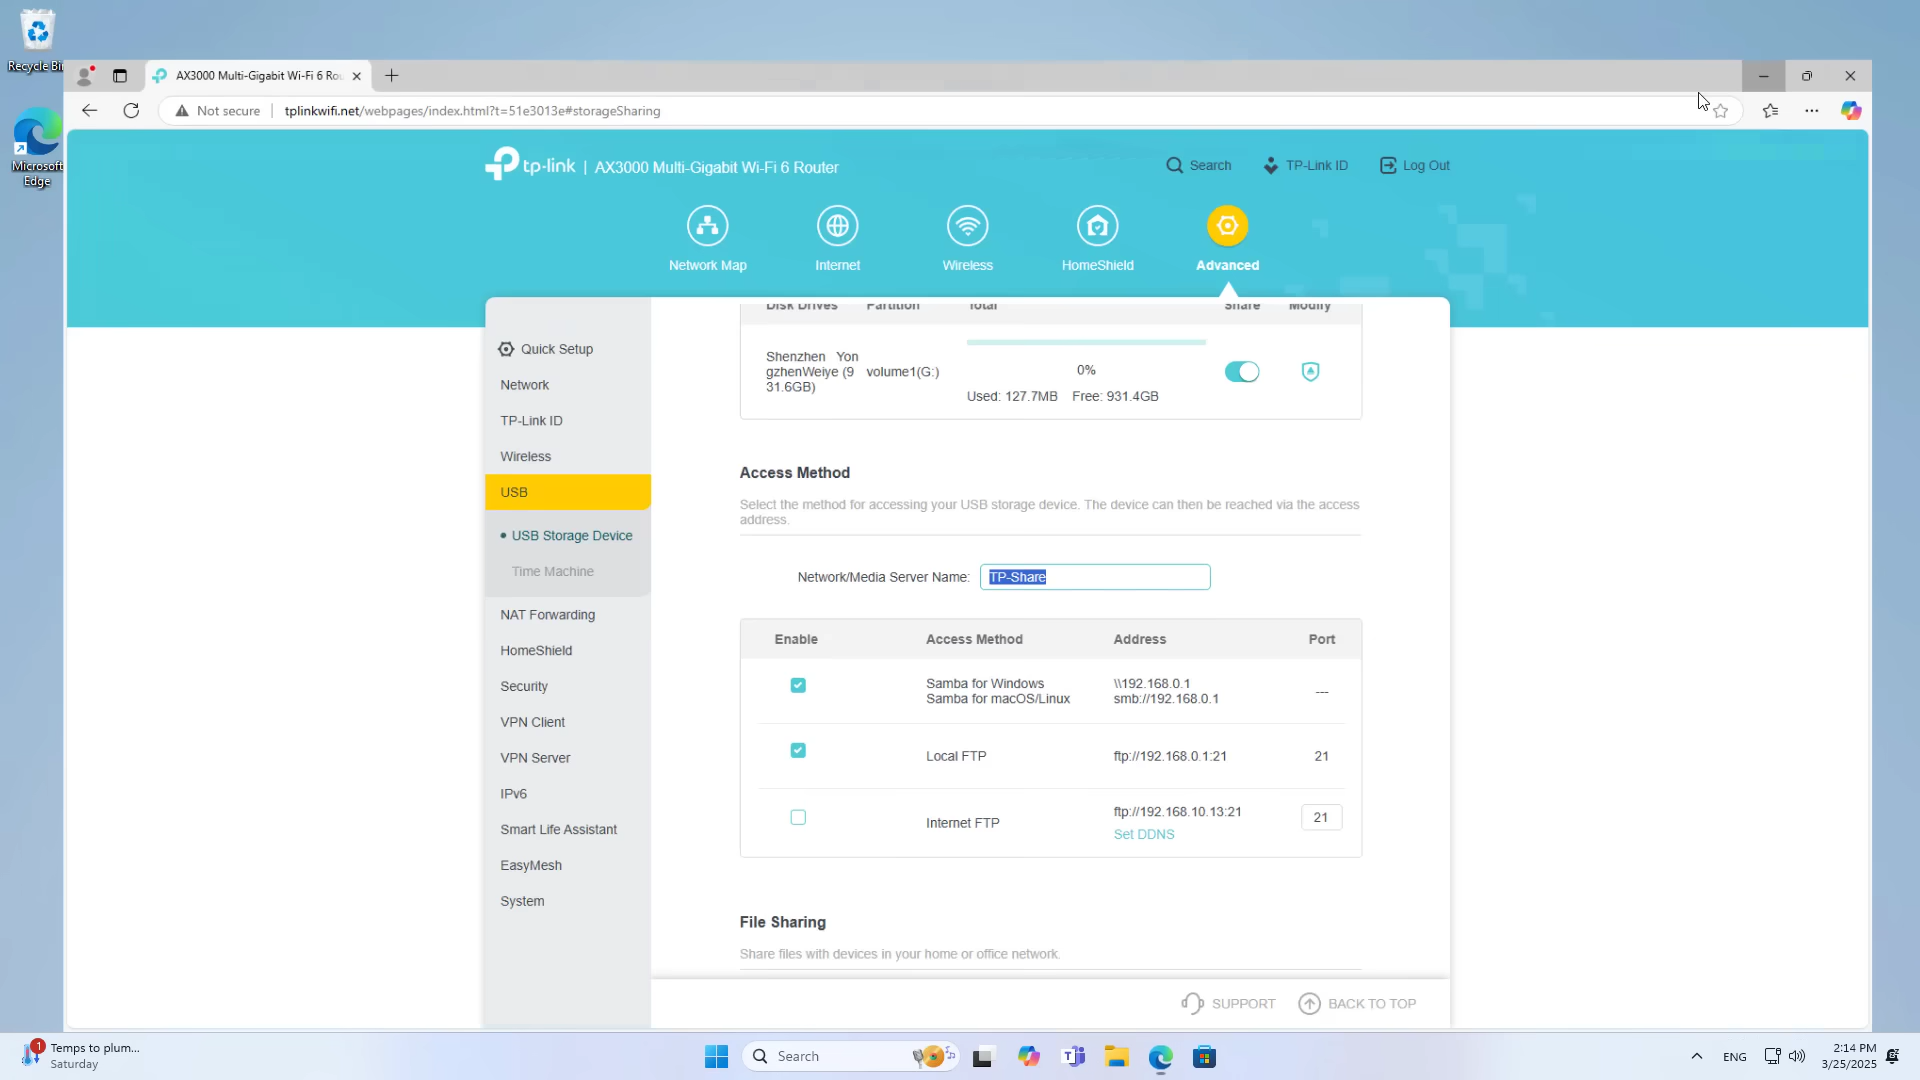 Recycle Bin
Microsoft
Edge
AX3000 Multi-Gigabit Wi-Fi 6 Rou
Not secure
tplinkwifi.net/webpages/index.html?t=51e3013e#storageSharing
tp-link | AX3000 Multi-Gigabit Wi-Fi 6 Router
Search
TP-Link ID
Log Out
Network Map
Internet
Wireless
HomeShield
Advanced
Quick Setup
Network
TP-Link ID
Wireless
USB
USB Storage Device
Time Machine
NAT Forwarding
HomeShield
Security
VPN Client
VPN Server
IPv6
Smart Life Assistant
EasyMesh
System
Disk Drives Partition Total Share Modify
Shenzhen Yon
gzhenWeiye (9
31.6GB)
volume1(G:)
0%
Used: 127.7MB Free: 931.4GB
Access Method
Select the method for accessing your USB storage device. The device can then be reached via the access
address.
Network/Media Server Name: TP-Share
Enable Access Method Address Port
Samba for Windows \\192.168.0.1
Samba for macOS/Linux smb://192.168.0.1
---
Local FTP ftp://192.168.0.1:21 21
Internet FTP ftp://192.168.10.13:21 21
Set DDNS
File Sharing
Share files with devices in your home or office network.
SUPPORT
BACK TO TOP
1
Temps to plum...
Saturday
Search
ENG
2:14 PM
3/25/2025